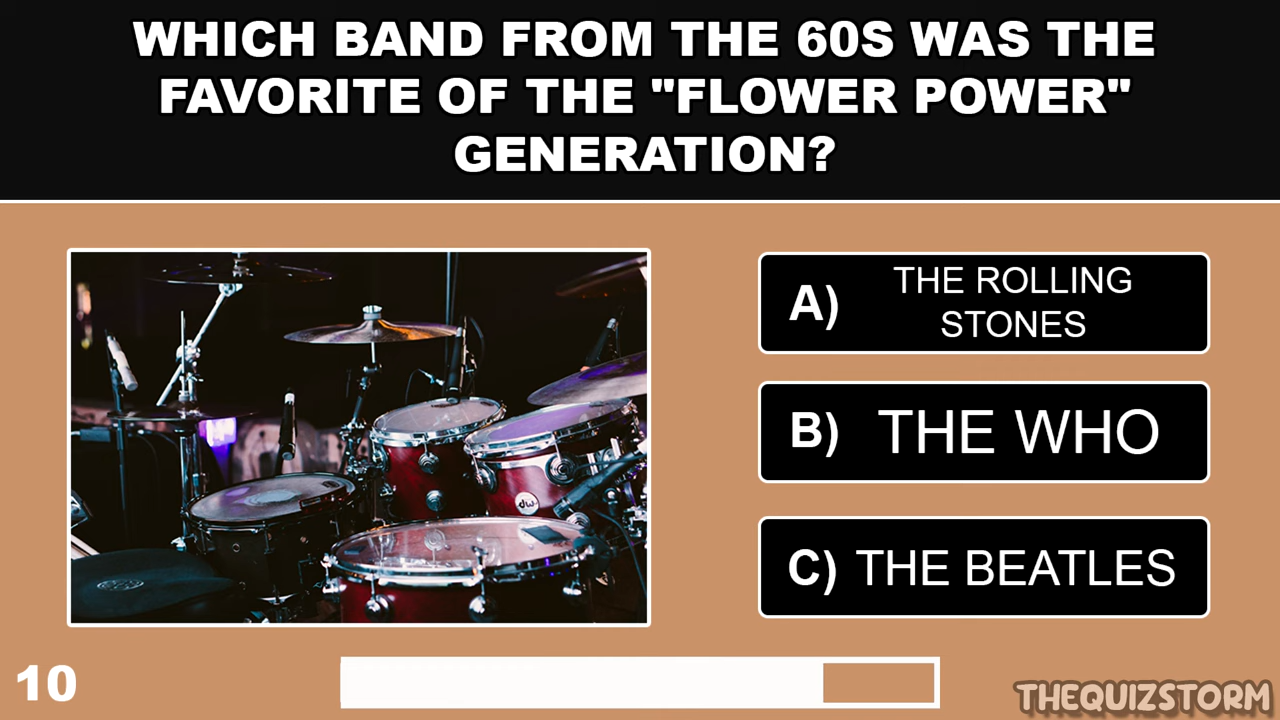 WHICH BAND FROM THE 60S WAS THE
FAVORITE OF THE "FLOWER POWER"
GENERATION?
A) THE ROLLING
STONES
B) THE WHO
dw
C) THE BEATLES
10
THEQUIZSTORM